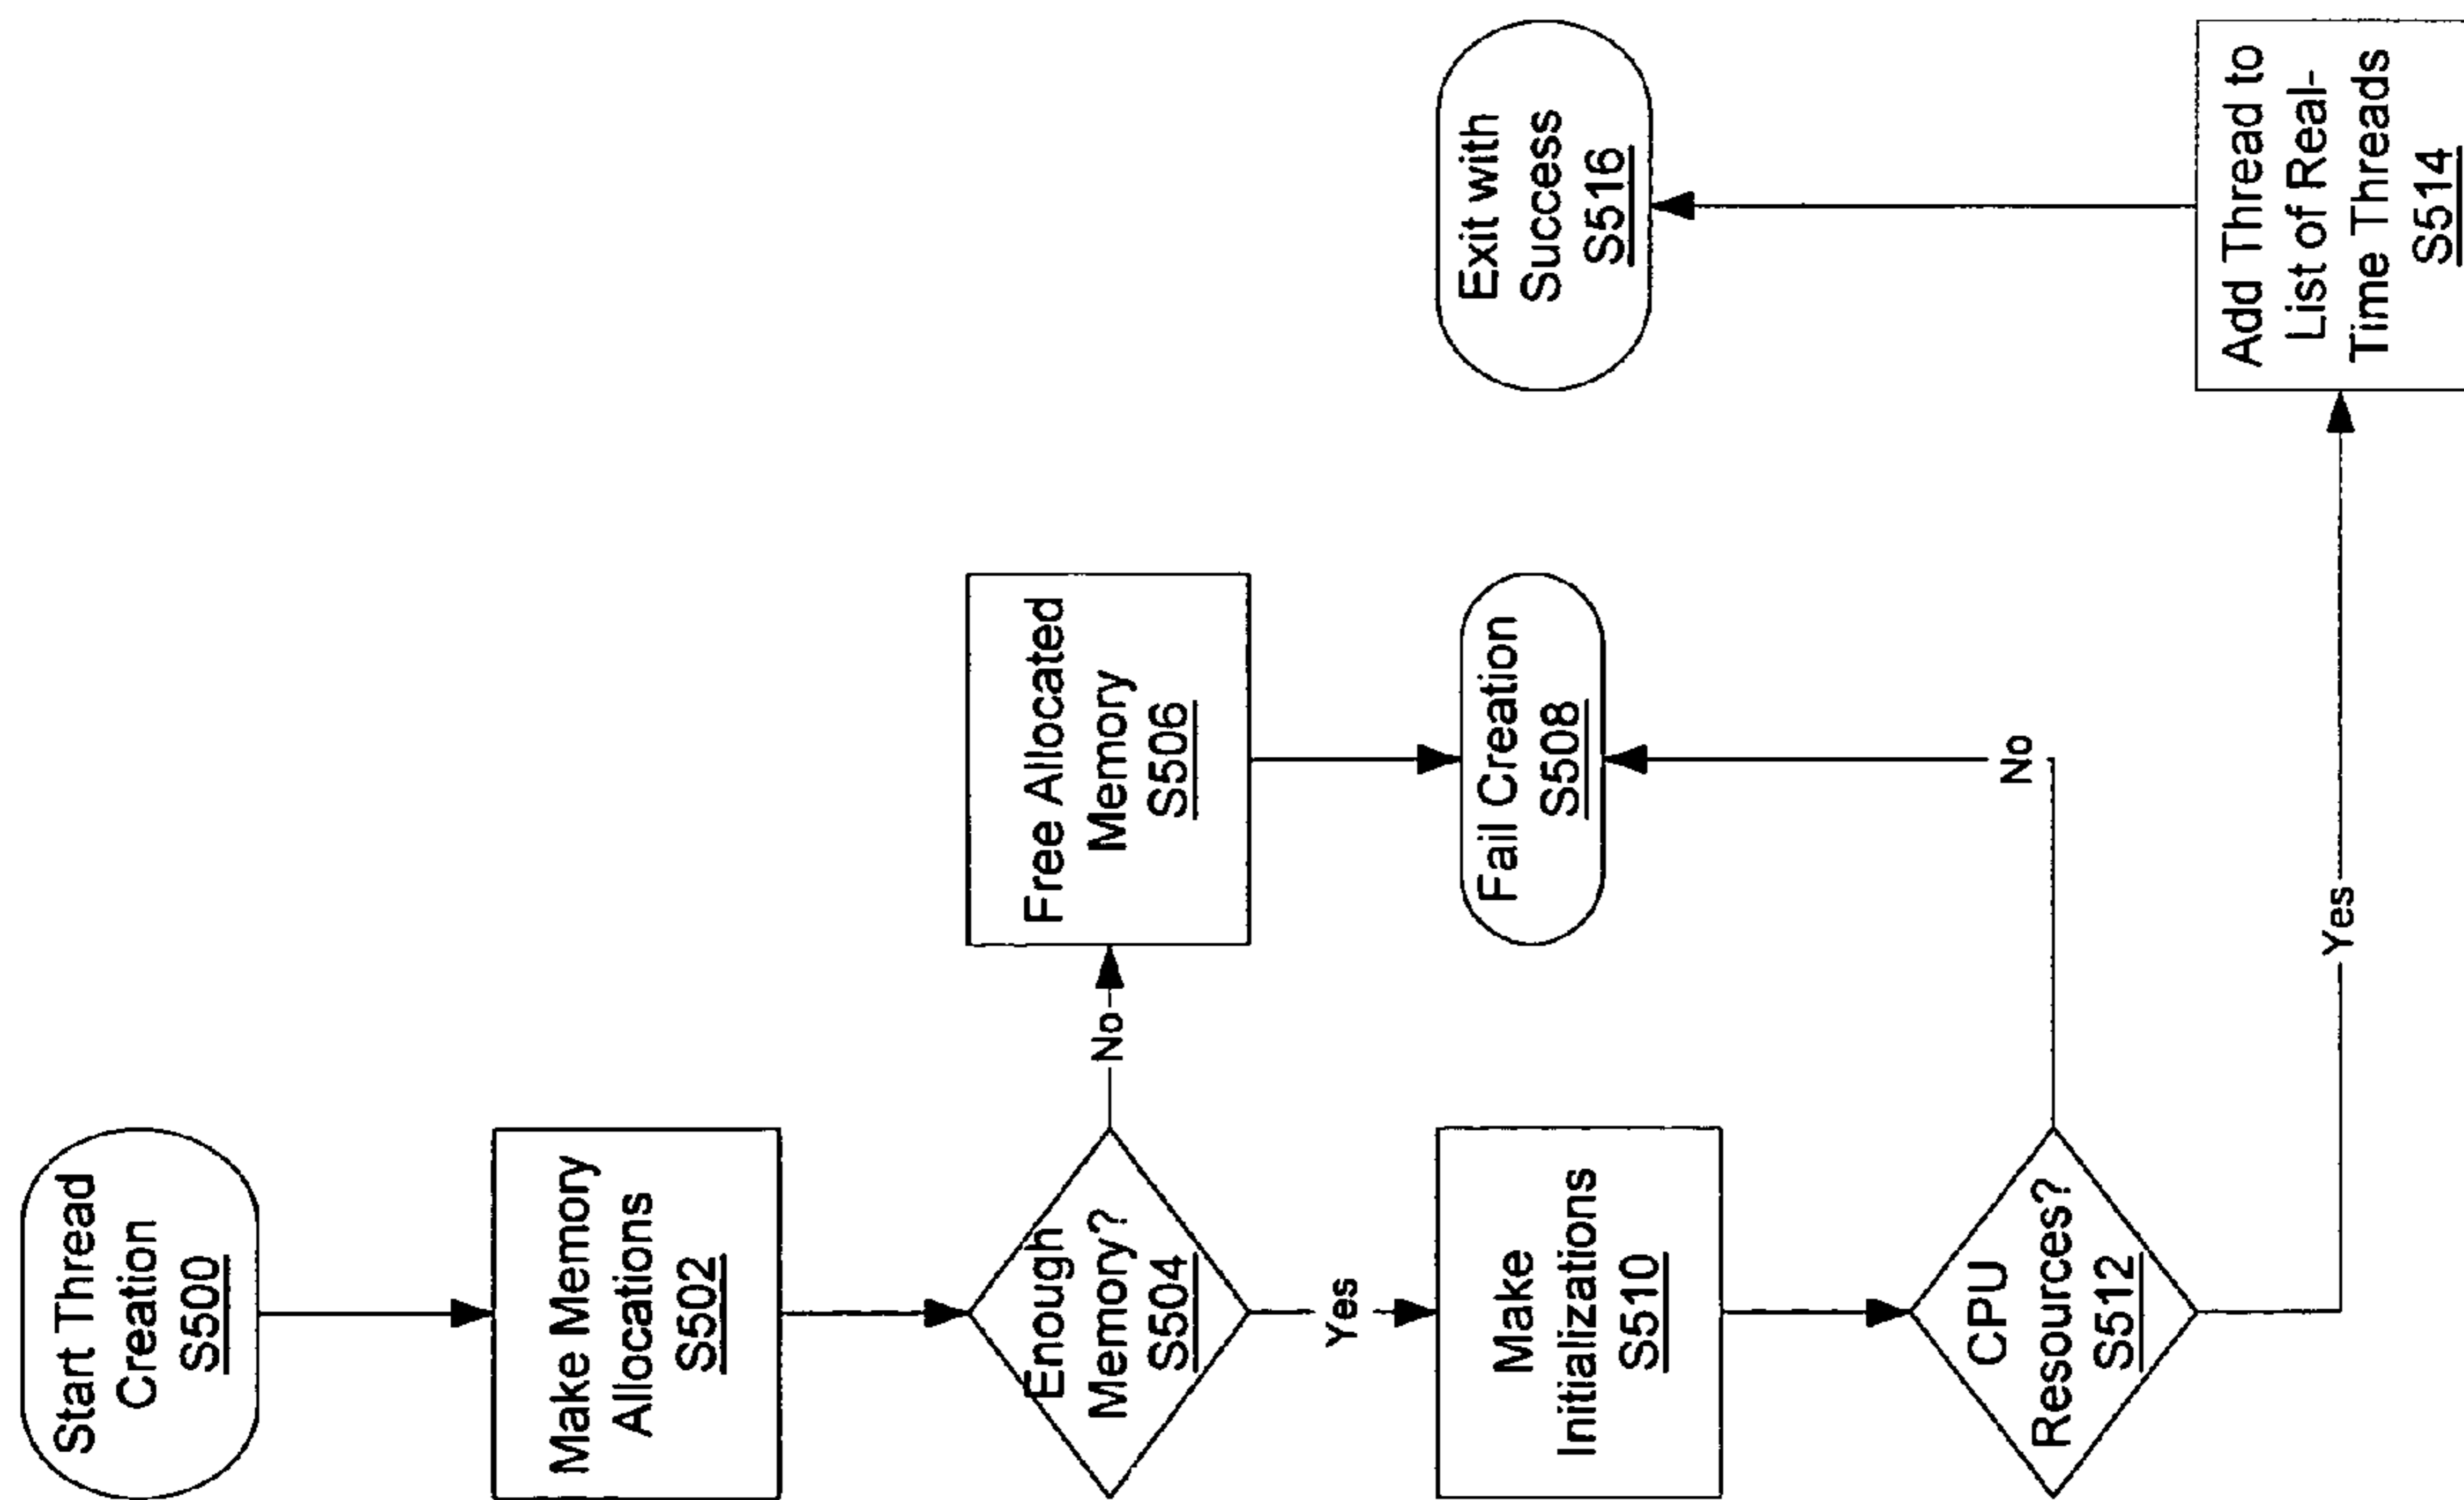 Start Thread
Creation
S500
Make Memory
Allocations
S502
Enough
Memory?
S504
No
Free Allocated
Memory
S506
Fail Creation
S508
Yes
Make
Initializations
S510
CPU
Resources?
S512
No
Yes
Add Thread to
List of Real-
Time Threads
S514
Exit with
Success
S516